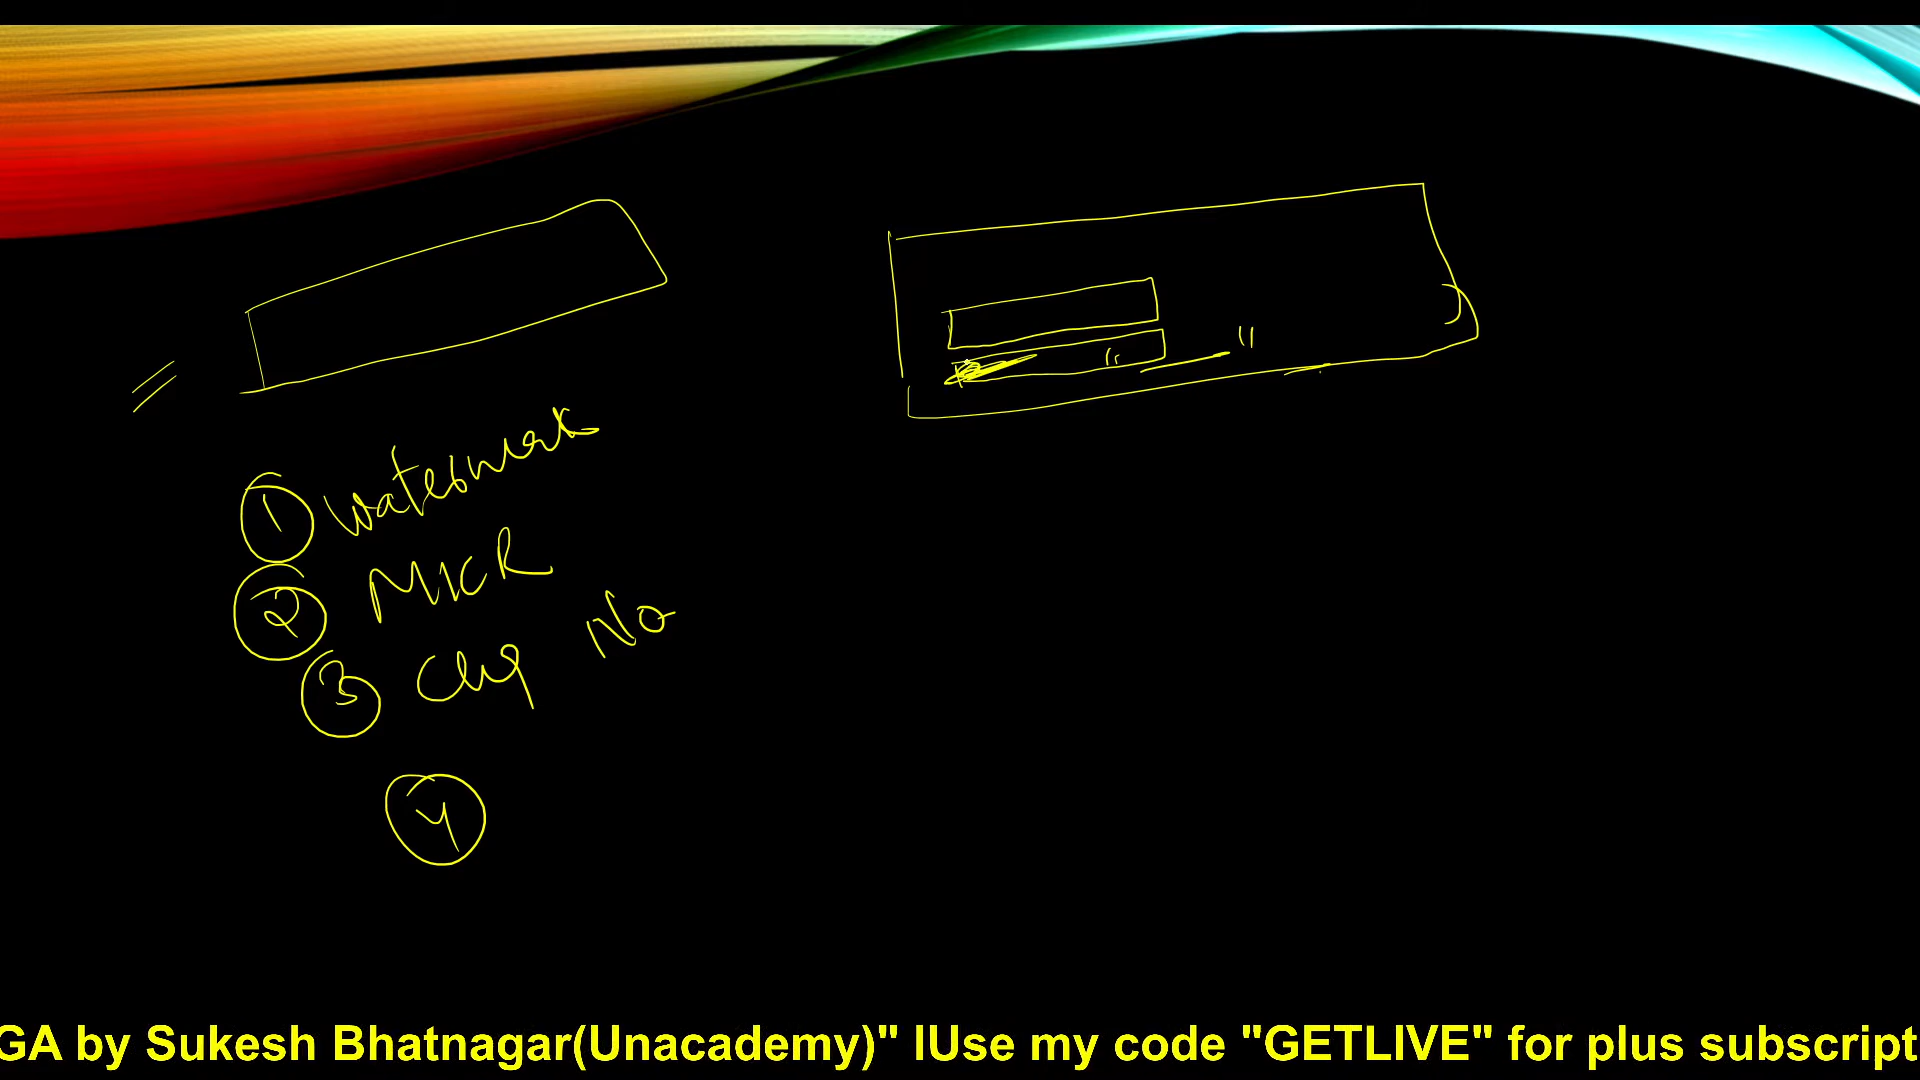 ① Watermark
② MICR
③ Chq No
④
GA by Sukesh Bhatnagar(Unacademy)" lUse my code "GETLIVE" for plus subscript